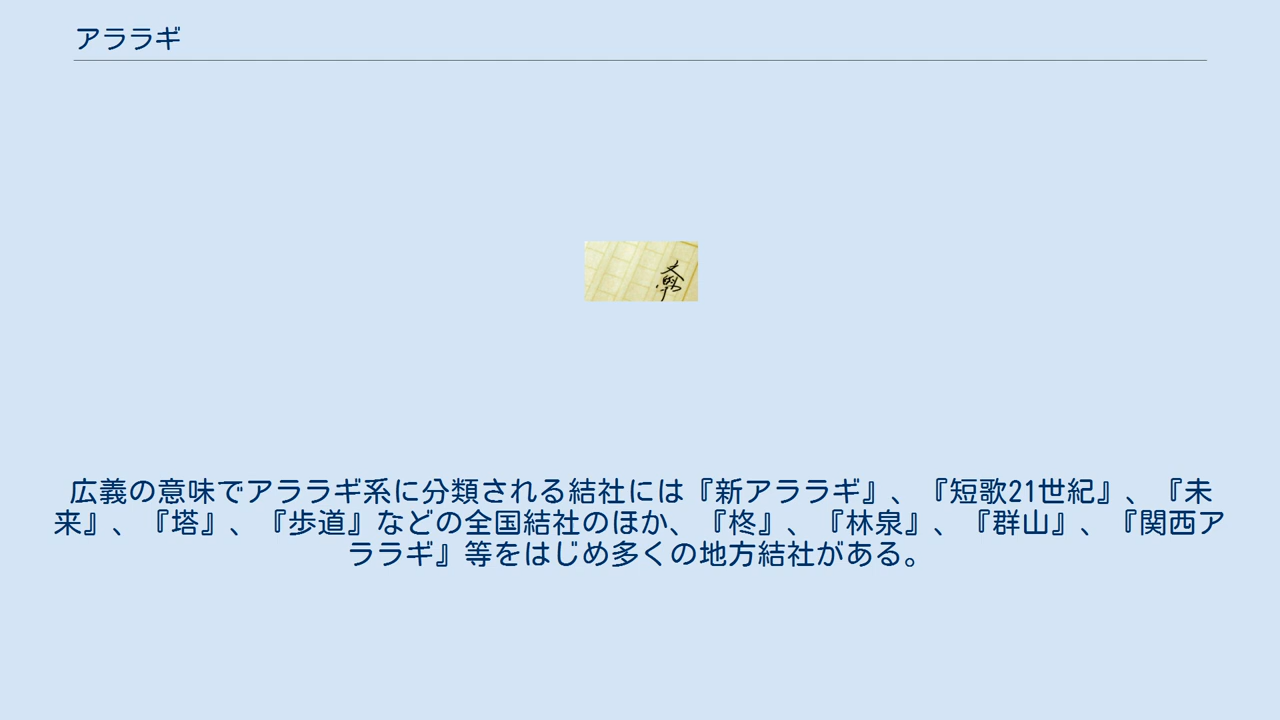 アララギ
広義の意味でアララギ系に分類される結社には『新アララギ』、『短歌21世紀』、『未
来』、『塔』、『歩道』などの全国結社のほか、『柊』、『林泉』、『群山』、『関西ア
ララギ』等をはじめ多くの地方結社がある。